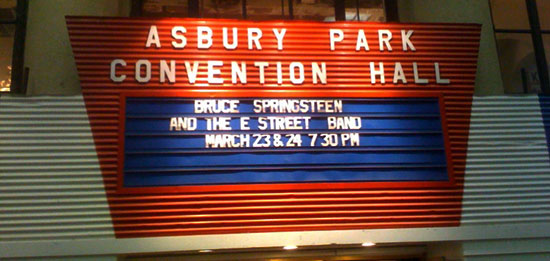 ASBURY PARK
CONVENTION HALL
BRUCE SPRINGSTEEN
AND THE E STREET BAND
MARCH 23 & 24 7 30 PM